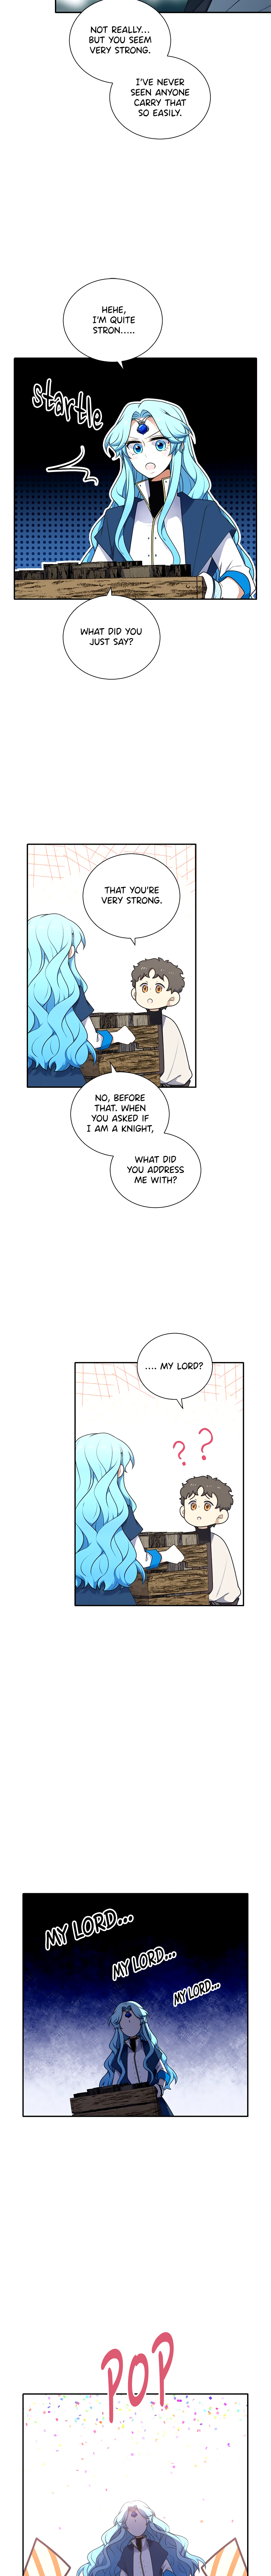 NOT REALLY...
BUT YOU SEEM
VERY STRONG.
I'VE NEVER
SEEN ANYONE
CARRY THAT
SO EASILY.
HEHE,
I'M QUITE
STRON.....
startle
WHAT DID YOU
JUST SAY?
THAT YOU'RE
VERY STRONG.
NO, BEFORE
THAT. WHEN
YOU ASKED IF
I AM A KNIGHT,
WHAT DID
YOU ADDRESS
ME WITH?
.... MY LORD?
? ?
MY LORD...
MY LORD...
MY LORD...
POP